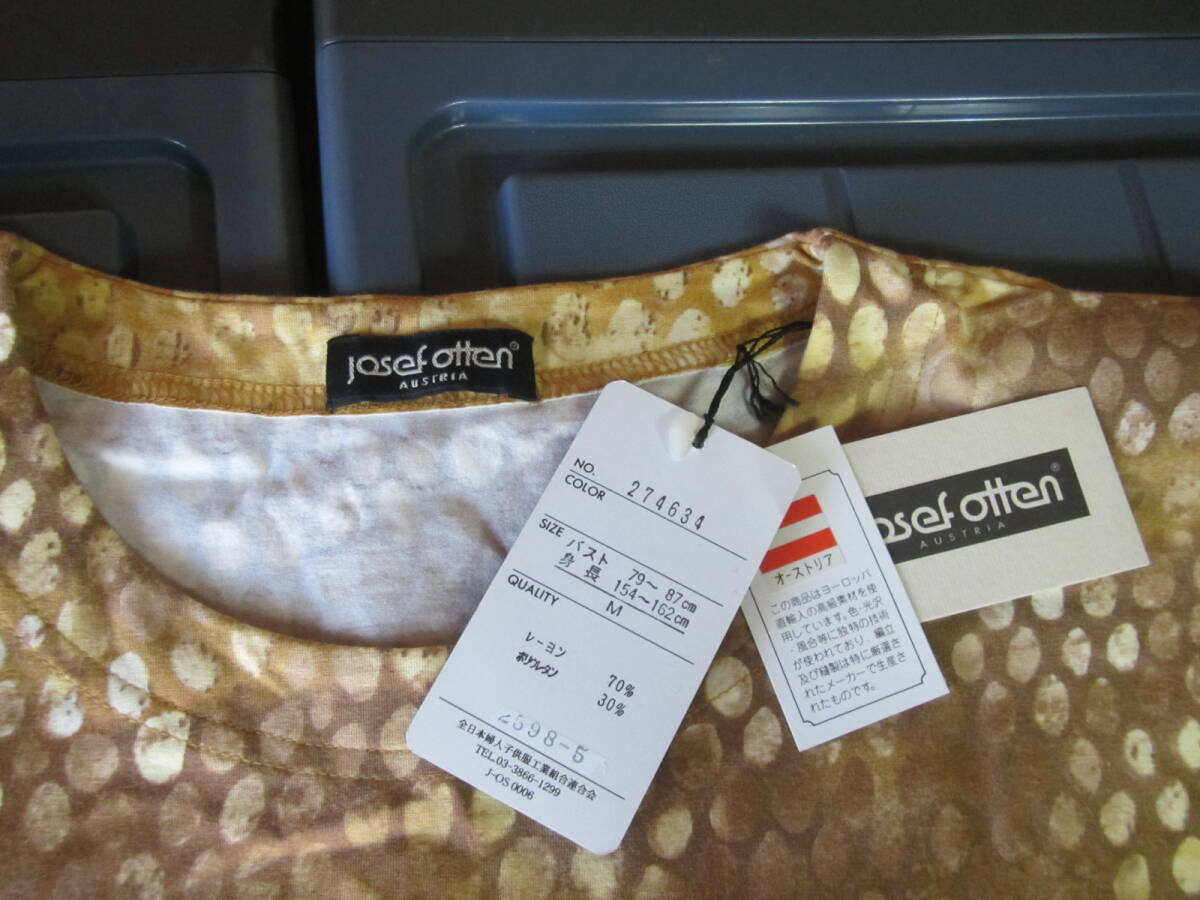 josef otten®
AUSTRIA
NO. 274634
COLOR
SIZE バスト 79～87cm
身長 154～162cm
M
QUALITY
レーヨン 70%
ポリウレタン 30%
2598-5
全日本婦人子供服工業組合連合会
TEL.03-3866-1299
J-OS 0006
オーストリア
この商品はヨーロッパ
直輸入の高級素材を使
用しています。色・光沢
・風合等に独特の技術
が使われており、編立
及び縫製は特に厳選さ
れたメーカーで生産さ
れたものです。
josef otten®
AUSTRIA